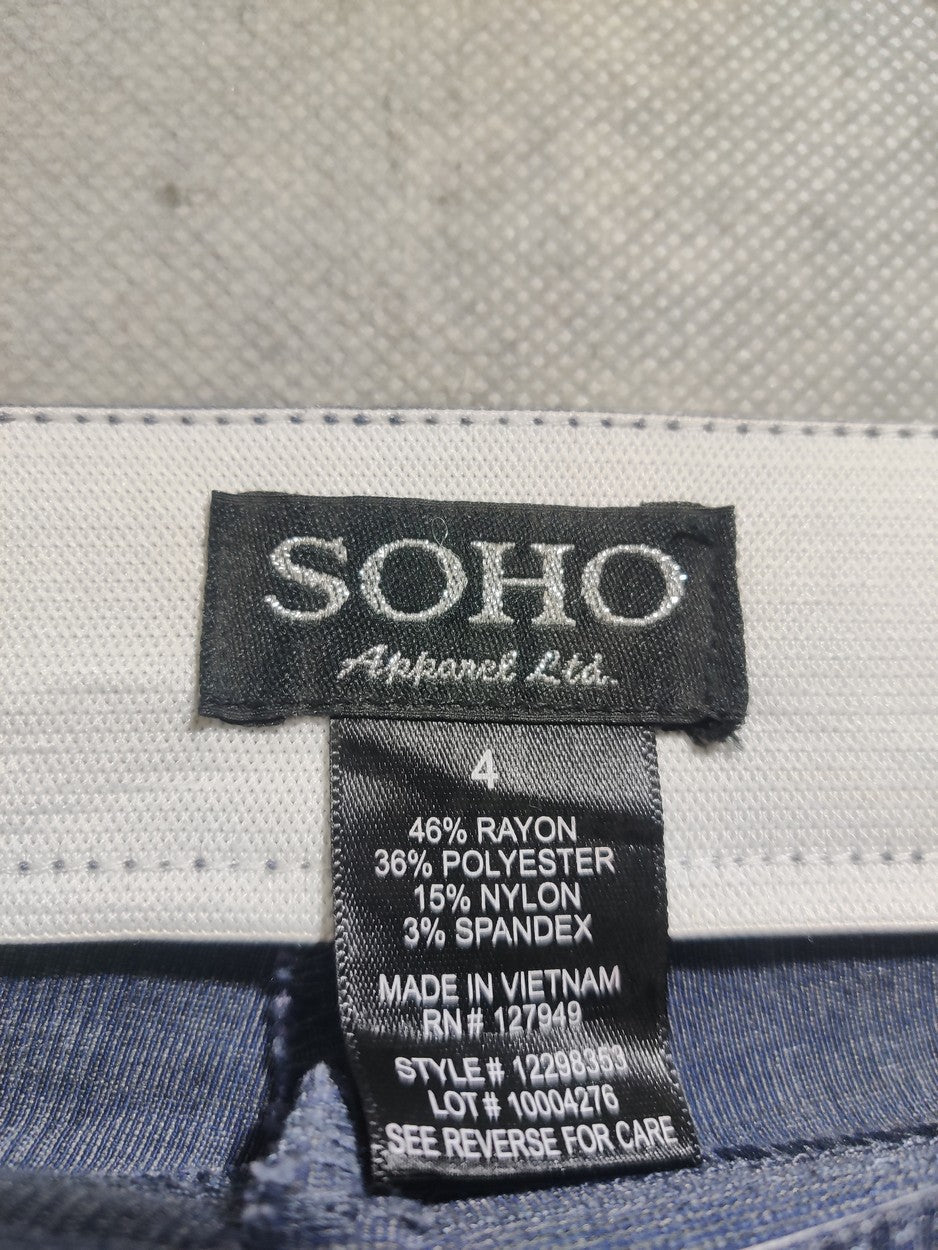 SOHO
Apparel Ltd.
4
46% RAYON
36% POLYESTER
15% NYLON
3% SPANDEX
MADE IN VIETNAM
RN# 127949
STYLE# 12298353
LOT# 10004276
SEE REVERSE FOR CARE